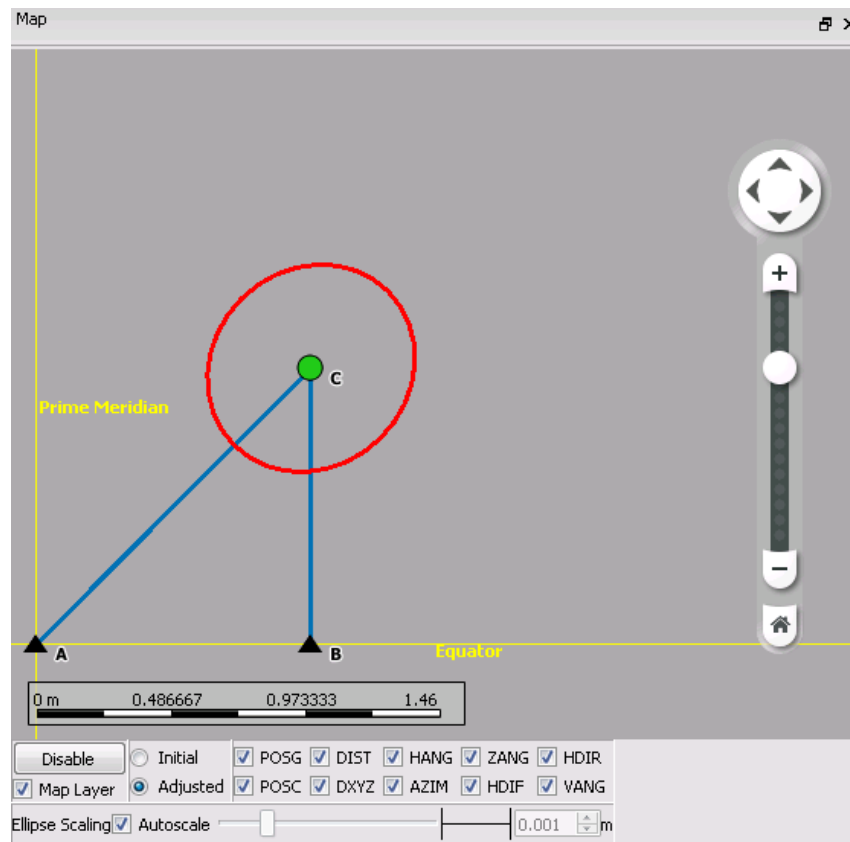 Map
C
Prime Meridian
A
B
Equator
0 m 0.486667 0.973333 1.46
Disable Initial POSG DIST HANG ZANG HDIR
Map Layer Adjusted POSC DXYZ AZIM HDIF VANG
Ellipse Scaling Autoscale 0.001 m